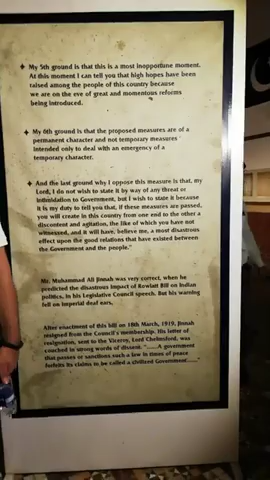 ✦ My 5th ground is that this is a most inopportune moment.
At this moment I can tell you that high hopes have been
raised among the people of this country because
we are on the eve of great and momentous reforms
being introduced.
✦ My 6th ground is that the proposed measures are of a
permanent character and not temporary measures
intended only to deal with an emergency of a
temporary character.
✦ And the last ground why I oppose this measure is that, my
Lord, I do not wish to state it by way of any threat or
intimidation to Government, but I wish to state it because
it is my duty to tell you that, if these measures are passed,
you will create in this country from one end to the other a
discontent and agitation, the like of which you have not
witnessed, and it will have, believe me, a most disastrous
effect upon the good relations that have existed between
the Government and the people."
Mr. Muhammad Ali Jinnah was very correct, when he
predicted the disastrous impact of Rowlatt Bill on Indian
politics, in his Legislative Council speech. But his warning
fell on Imperial deaf ears.
After enactment of this bill on 18th March, 1919, Jinnah
resigned from the Council's membership. His letter of
resignation, sent to the Viceroy, Lord Chelmsford, was
couched in strong words of dissent. "......A government
that passes or sanctions such a law in times of peace
forfeits its claims to be called a civilized Government......"